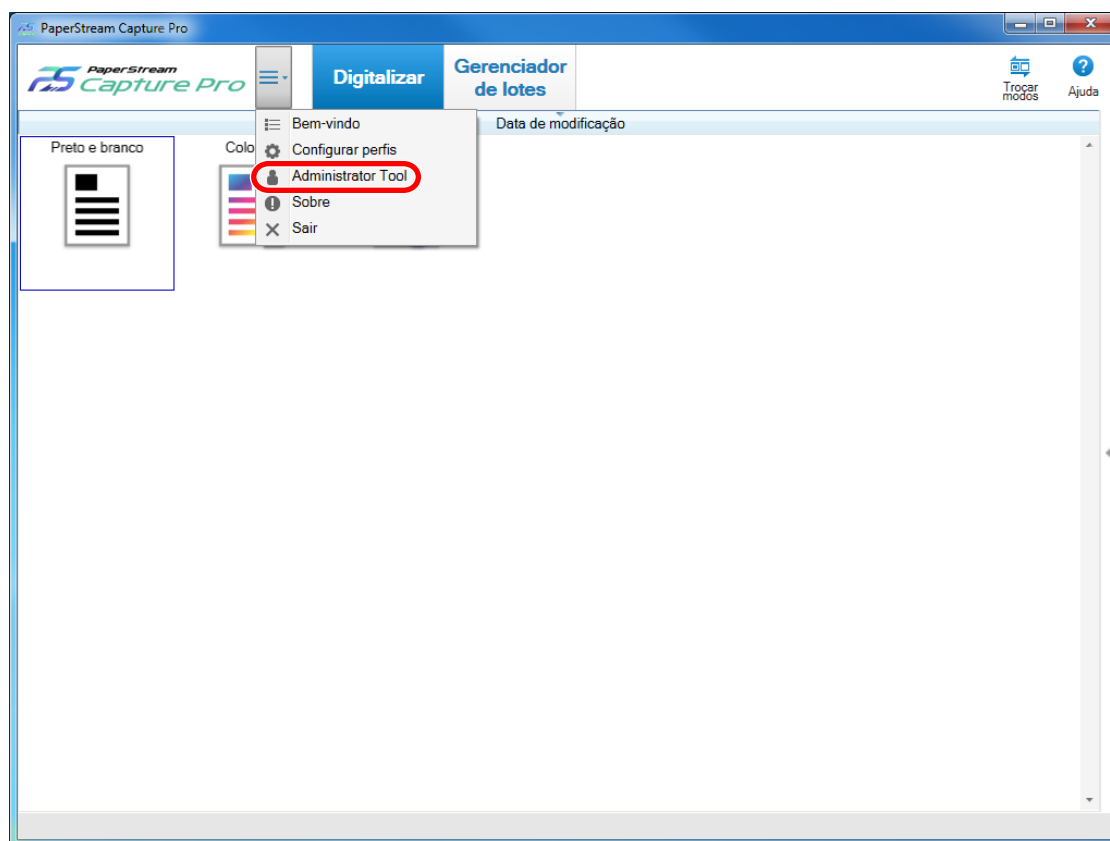 PaperStream Capture Pro
PaperStream
Capture Pro
Digitalizar
Gerenciador
de lotes
Trocar
modos
Ajuda
Data de modificação
Bem-vindo
Configurar perfis
Administrator Tool
Sobre
Sair
Preto e branco
Colo